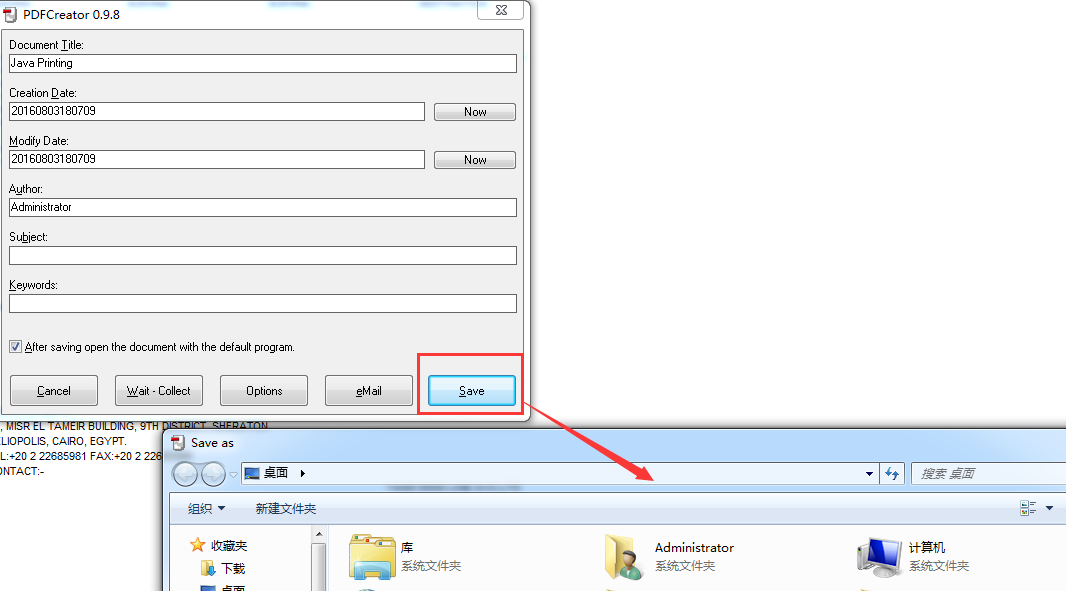 PDFCreator 0.9.8
Document Title:
Java Printing
Creation Date:
20160803180709
Now
Modify Date:
20160803180709
Now
Author:
Administrator
Subject:
Keywords:
After saving open the document with the default program.
Cancel
Wait - Collect
Options
eMail
Save
, MISR EL TAMEIR BUILDING, 9TH DISTRICT, SHERATON
ELIOPOLIS, CAIRO, EGYPT.
L:+20 2 22685981 FAX:+20 2 226
ONTACT:-
Save as
桌面
搜索 桌面
组织
新建文件夹
收藏夹
下载
桌面
库
系统文件夹
Administrator
系统文件夹
计算机
系统文件夹